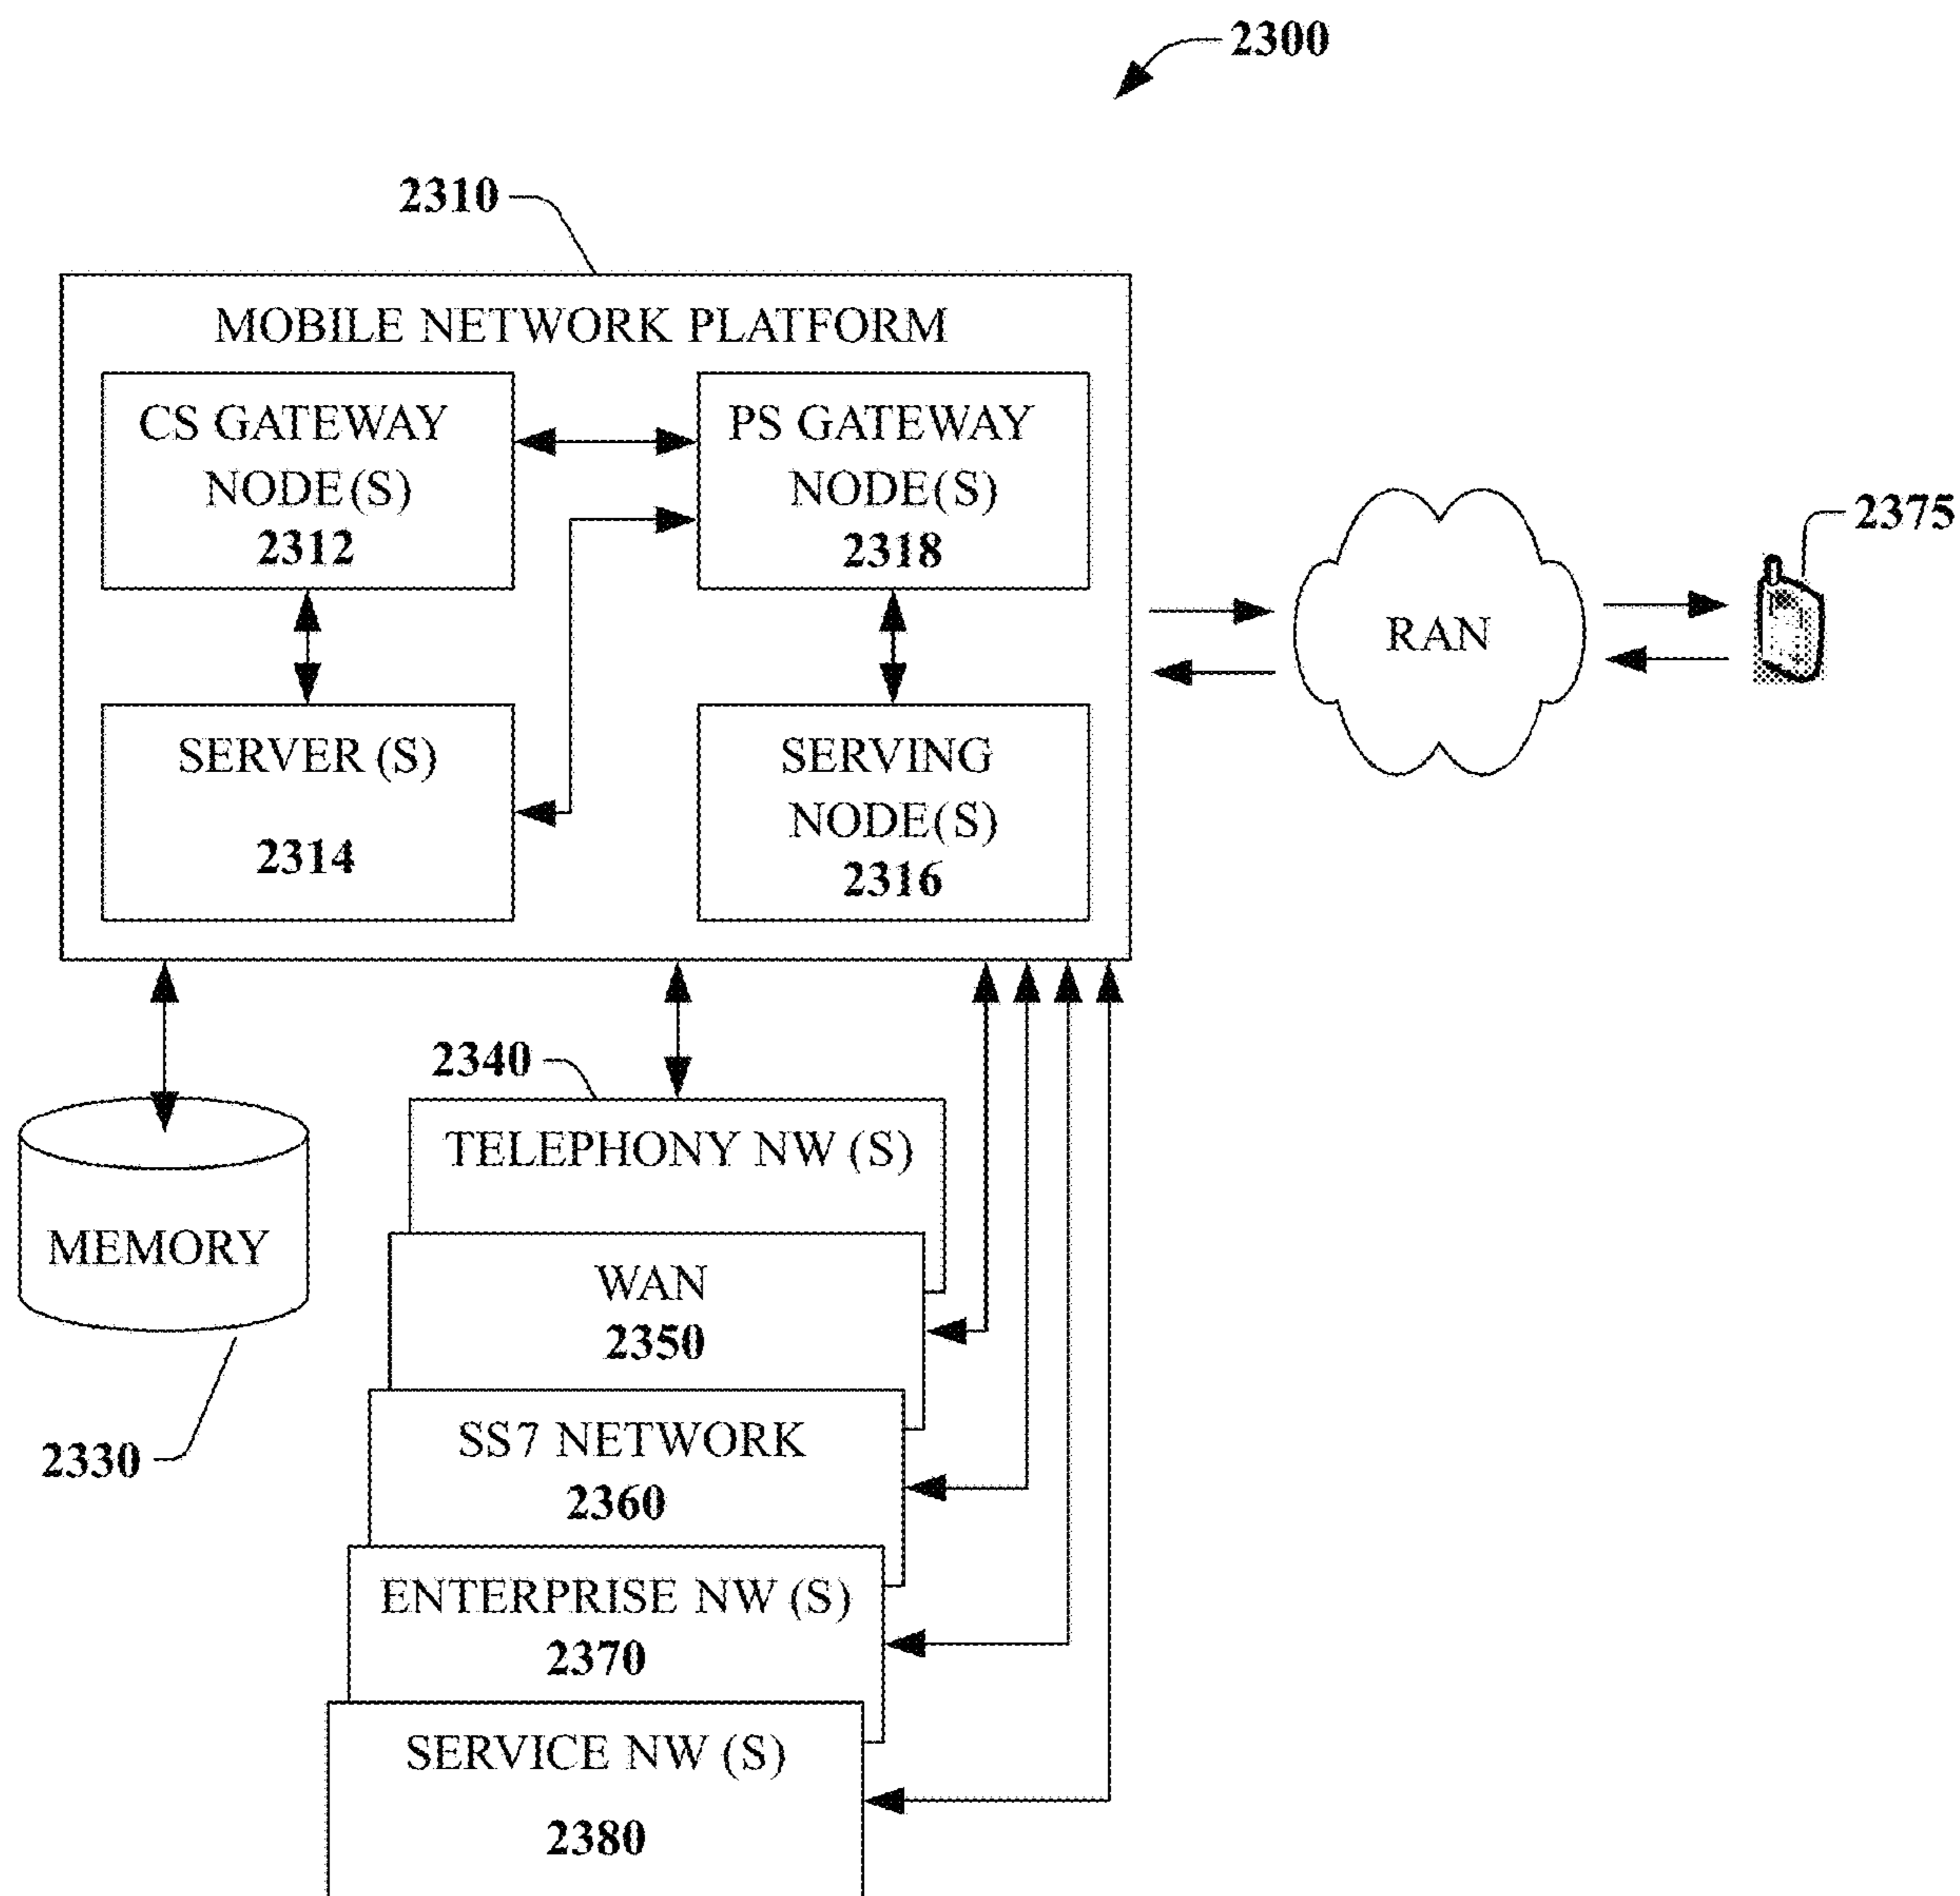 2300
2310
MOBILE NETWORK PLATFORM
CS GATEWAY
NODE(S)
2312
PS GATEWAY
NODE(S)
2318
SERVER (S)
2314
SERVING
NODE(S)
2316
RAN
2375
2340
TELEPHONY NW (S)
MEMORY
2330
WAN
2350
SS7 NETWORK
2360
ENTERPRISE NW (S)
2370
SERVICE NW (S)
2380